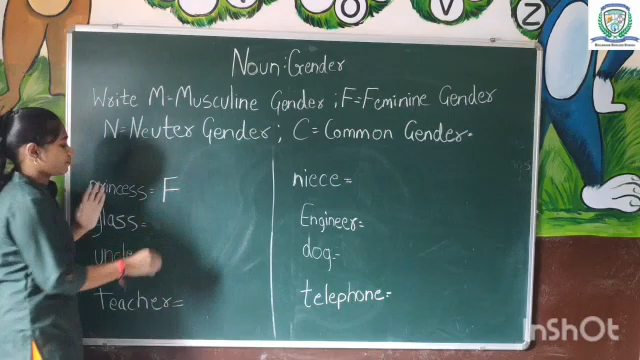 O V Z
Noun:Gender
Write M=Musculine Gender ; F=Feminine Gender
N=Neuter Gender ; C=Common Gender.
princess= F
glass=
uncle
teacher=
niece=
Engineer=
dog=
telephone=
InShOt